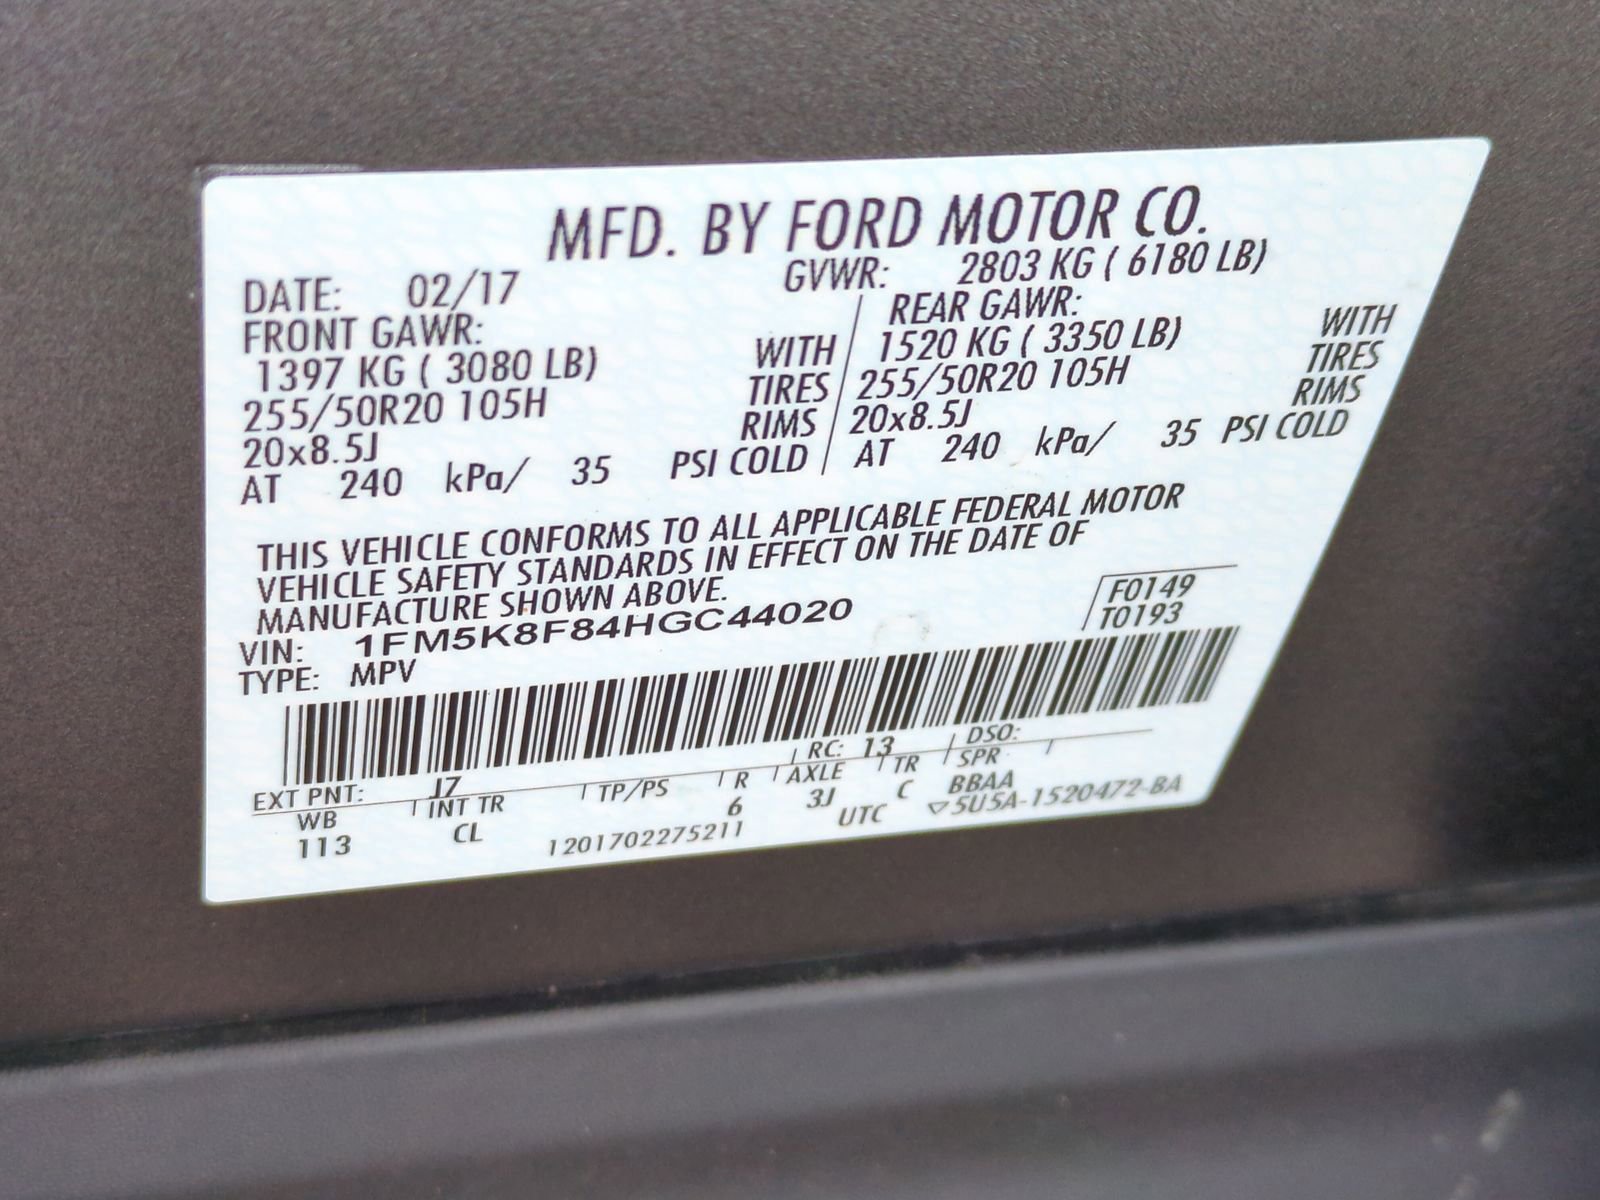 MFD. BY FORD MOTOR CO.
DATE: 02/17 GVWR: 2803 KG ( 6180 LB)
FRONT GAWR: REAR GAWR:
1397 KG ( 3080 LB) WITH 1520 KG ( 3350 LB) WITH
255/50R20 105H TIRES 255/50R20 105H TIRES
20x8.5J RIMS 20x8.5J RIMS
AT 240 kPa/ 35 PSI COLD AT 240 kPa/ 35 PSI COLD
THIS VEHICLE CONFORMS TO ALL APPLICABLE FEDERAL MOTOR
VEHICLE SAFETY STANDARDS IN EFFECT ON THE DATE OF
MANUFACTURE SHOWN ABOVE.
VIN: 1FM5K8F84HGC44020 F0149
TYPE: MPV T0193
EXT PNT: J7 RC: 13 DSO:
WB INT TR TP/PS R AXLE TR SPR
113 CL 6 3J C BBAA
1201702275211 UTC ▽5U5A-1520472-BA